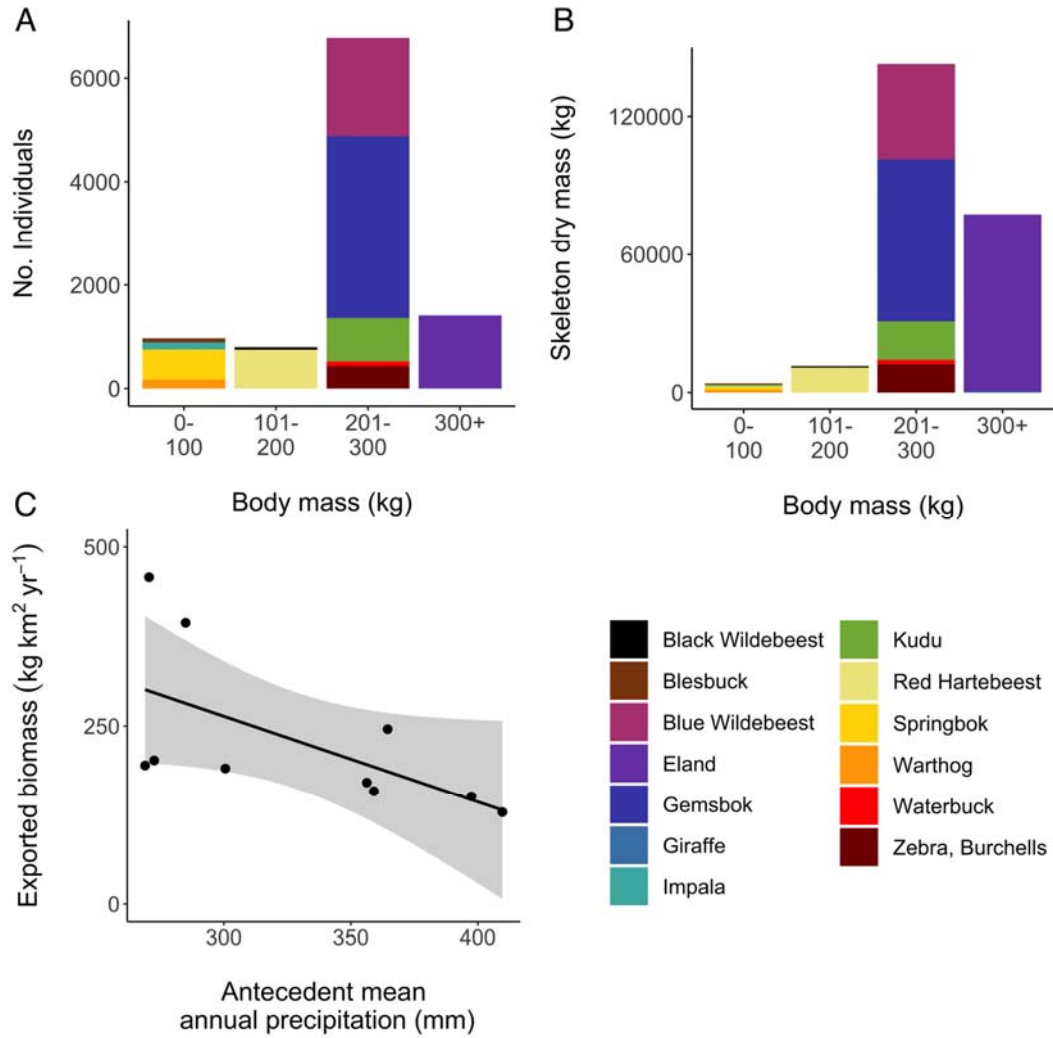 A
No. Individuals
6000
4000
2000
0
0-
100
101-
200
201-
300
300+
Body mass (kg)
B
Skeleton dry mass (kg)
120000
60000
0
0-
100
101-
200
201-
300
300+
Body mass (kg)
C
Exported biomass (kg km² yr⁻¹)
500
250
0
300
350
400
Antecedent mean
annual precipitation (mm)
Black Wildebeest
Blesbuck
Blue Wildebeest
Eland
Gemsbok
Giraffe
Impala
Kudu
Red Hartebeest
Springbok
Warthog
Waterbuck
Zebra, Burchells